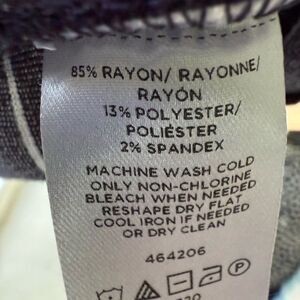 85% RAYON/ RAYONNE/
RAYÓN
13% POLYESTER/
POLIÉSTER
2% SPANDEX
MACHINE WASH COLD
ONLY NON-CHLORINE
BLEACH WHEN NEEDED
RESHAPE DRY FLAT
COOL IRON IF NEEDED
OR DRY CLEAN
464206
P